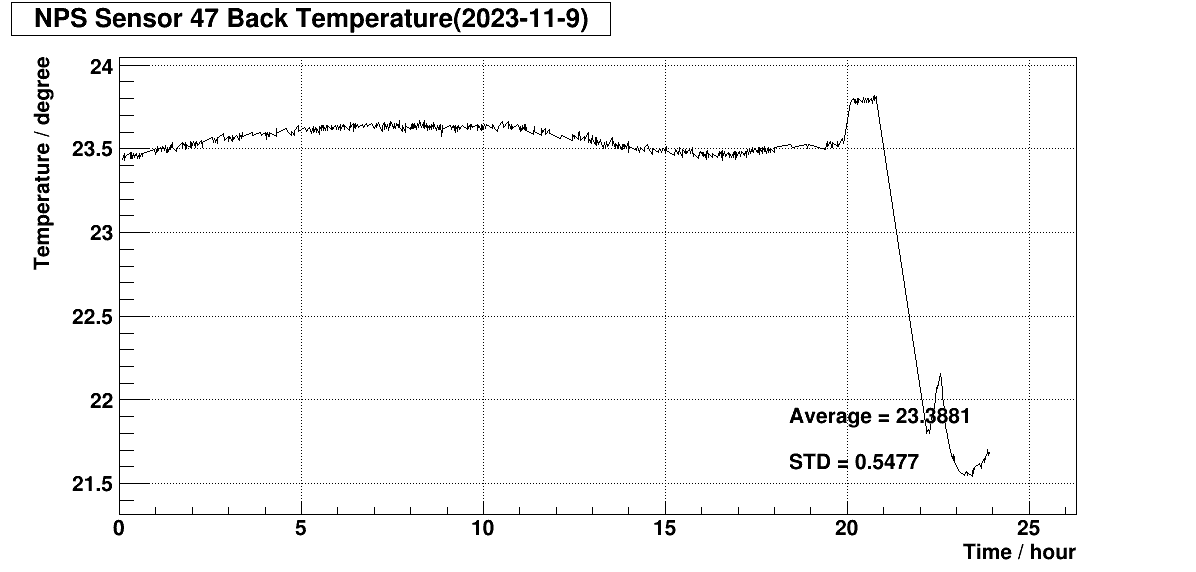 NPS Sensor 47 Back Temperature(2023-11-9)
Temperature / degree
24
23.5
23
22.5
22
21.5
Average = 23.3881
STD = 0.5477
0 5 10 15 20 25
Time / hour